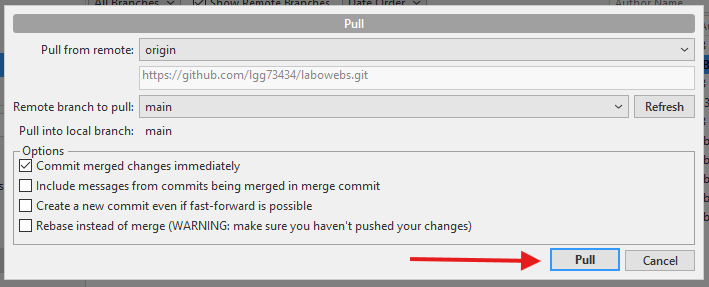 All Branches Show Remote Branches Date Order Author Name
Pull
Pull from remote: origin
https://github.com/lgg73434/labowebs.git
Remote branch to pull: main Refresh
Pull into local branch: main
Options
Commit merged changes immediately
Include messages from commits being merged in merge commit
Create a new commit even if fast-forward is possible
Rebase instead of merge (WARNING: make sure you haven't pushed your changes)
Pull Cancel